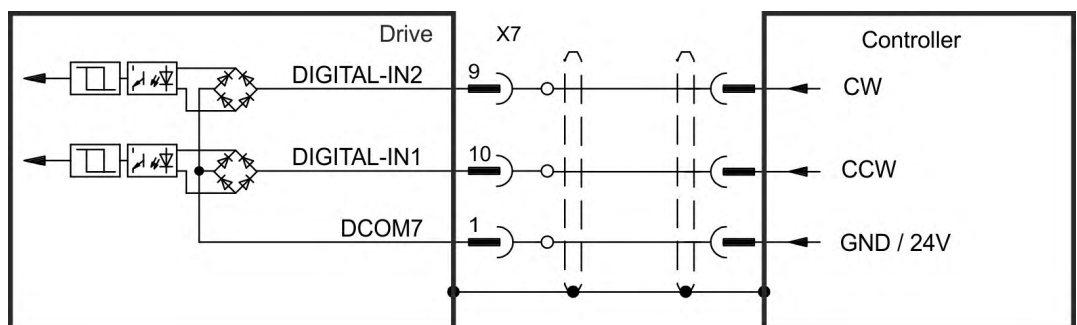 Drive X7 Controller
DIGITAL-IN2 9 CW
DIGITAL-IN1 10 CCW
DCOM7 1 GND / 24V